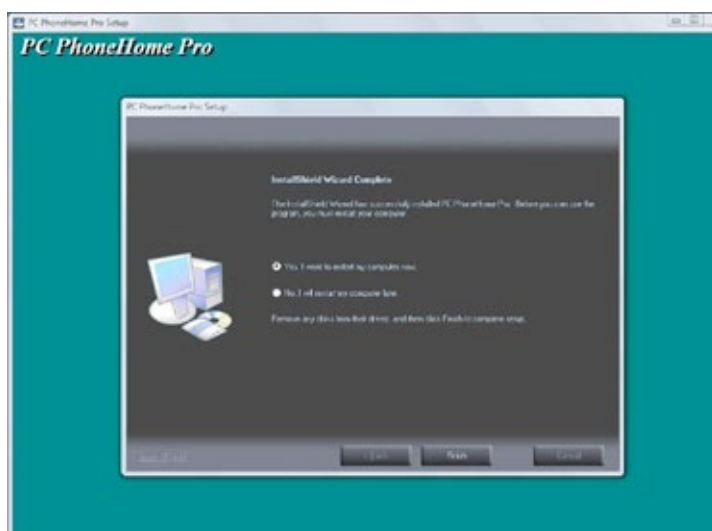 PC PhoneHome Pro Setup
PC PhoneHome Pro
PC PhoneHome Pro Setup
InstallShield Wizard Complete
The InstallShield Wizard has successfully installed PC PhoneHome Pro. Before you can use the
program, you must restart your computer.
Yes, I want to restart my computer now.
No, I will restart my computer later.
Remove any disks from their drives, and then click Finish to complete setup.
InstallShield
< Back
Finish
Cancel